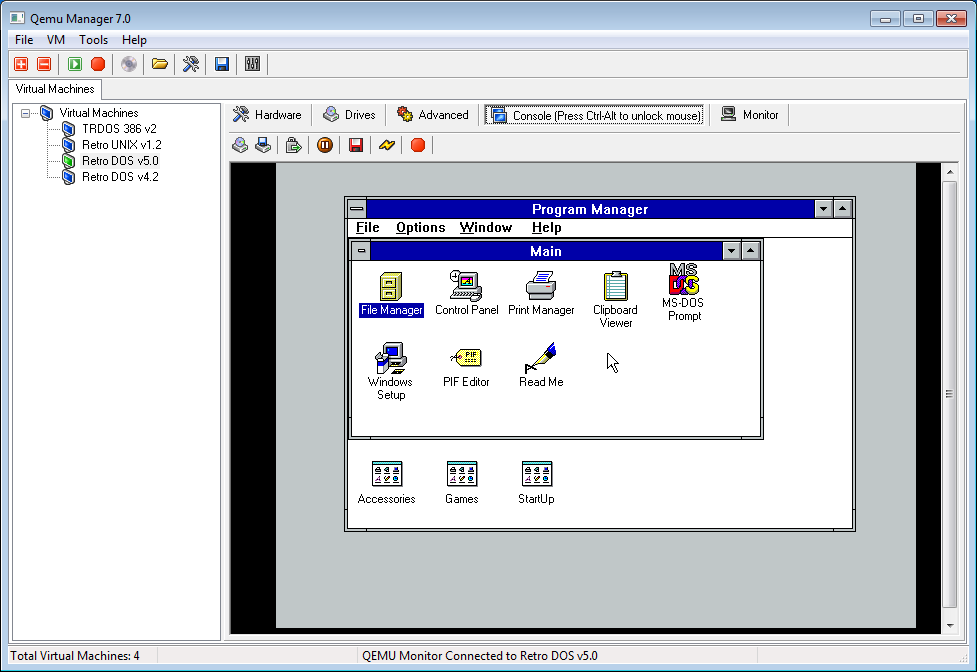 Qemu Manager 7.0
File VM Tools Help
Virtual Machines
Virtual Machines
TRDOS 386 v2
Retro UNIX v1.2
Retro DOS v5.0
Retro DOS v4.2
Hardware Drives Advanced Console (Press Ctrl-Alt to unlock mouse) Monitor
Program Manager
File Options Window Help
Main
File Manager
Control Panel
Print Manager
Clipboard
Viewer
MS
DOS
MS-DOS
Prompt
Windows
Setup
PIF
PIF Editor
Read Me
Accessories
Games
StartUp
Total Virtual Machines: 4
QEMU Monitor Connected to Retro DOS v5.0